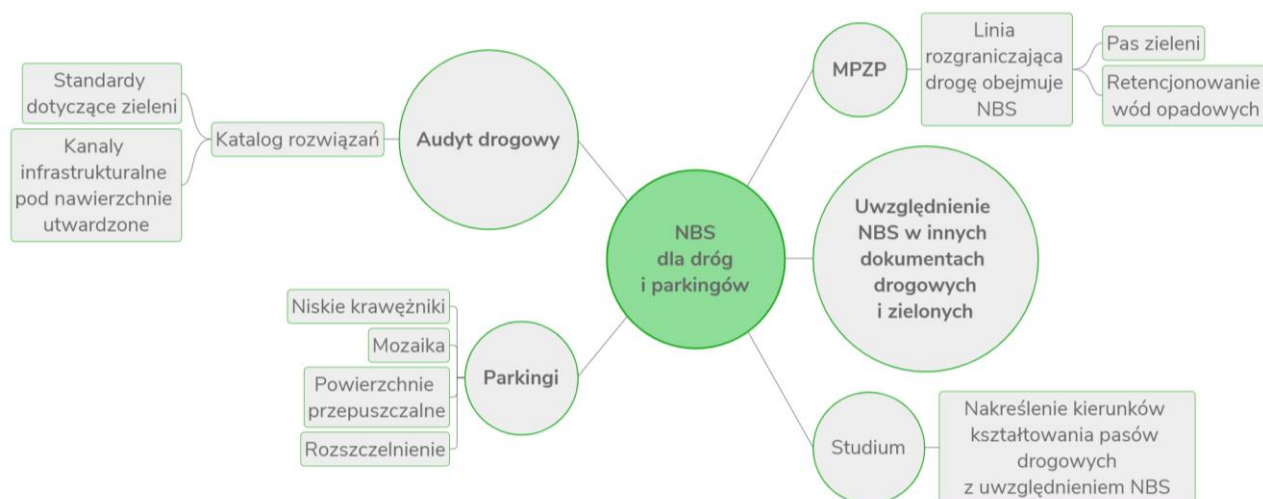 Standardy
dotyczące zieleni
Kanaly
infrastrukturalne
pod nawierzchnie
utwardzone
Katalog rozwiązań
Audyt drogowy
Niskie krawężniki
Mozaika
Powierzchnie
przepuszczalne
Rozszczelnienie
Parkingi
NBS
dla dróg
i parkingów
MPZP
Linia
rozgraniczająca
drogę obejmuje
NBS
Pas zieleni
Retencjonowanie
wód opadowych
Uwzględnienie
NBS w innych
dokumentach
drogowych
i zielonych
Studium
Nakreślenie kierunków
kształtowania pasów
drogowych
z uwzględnieniem NBS